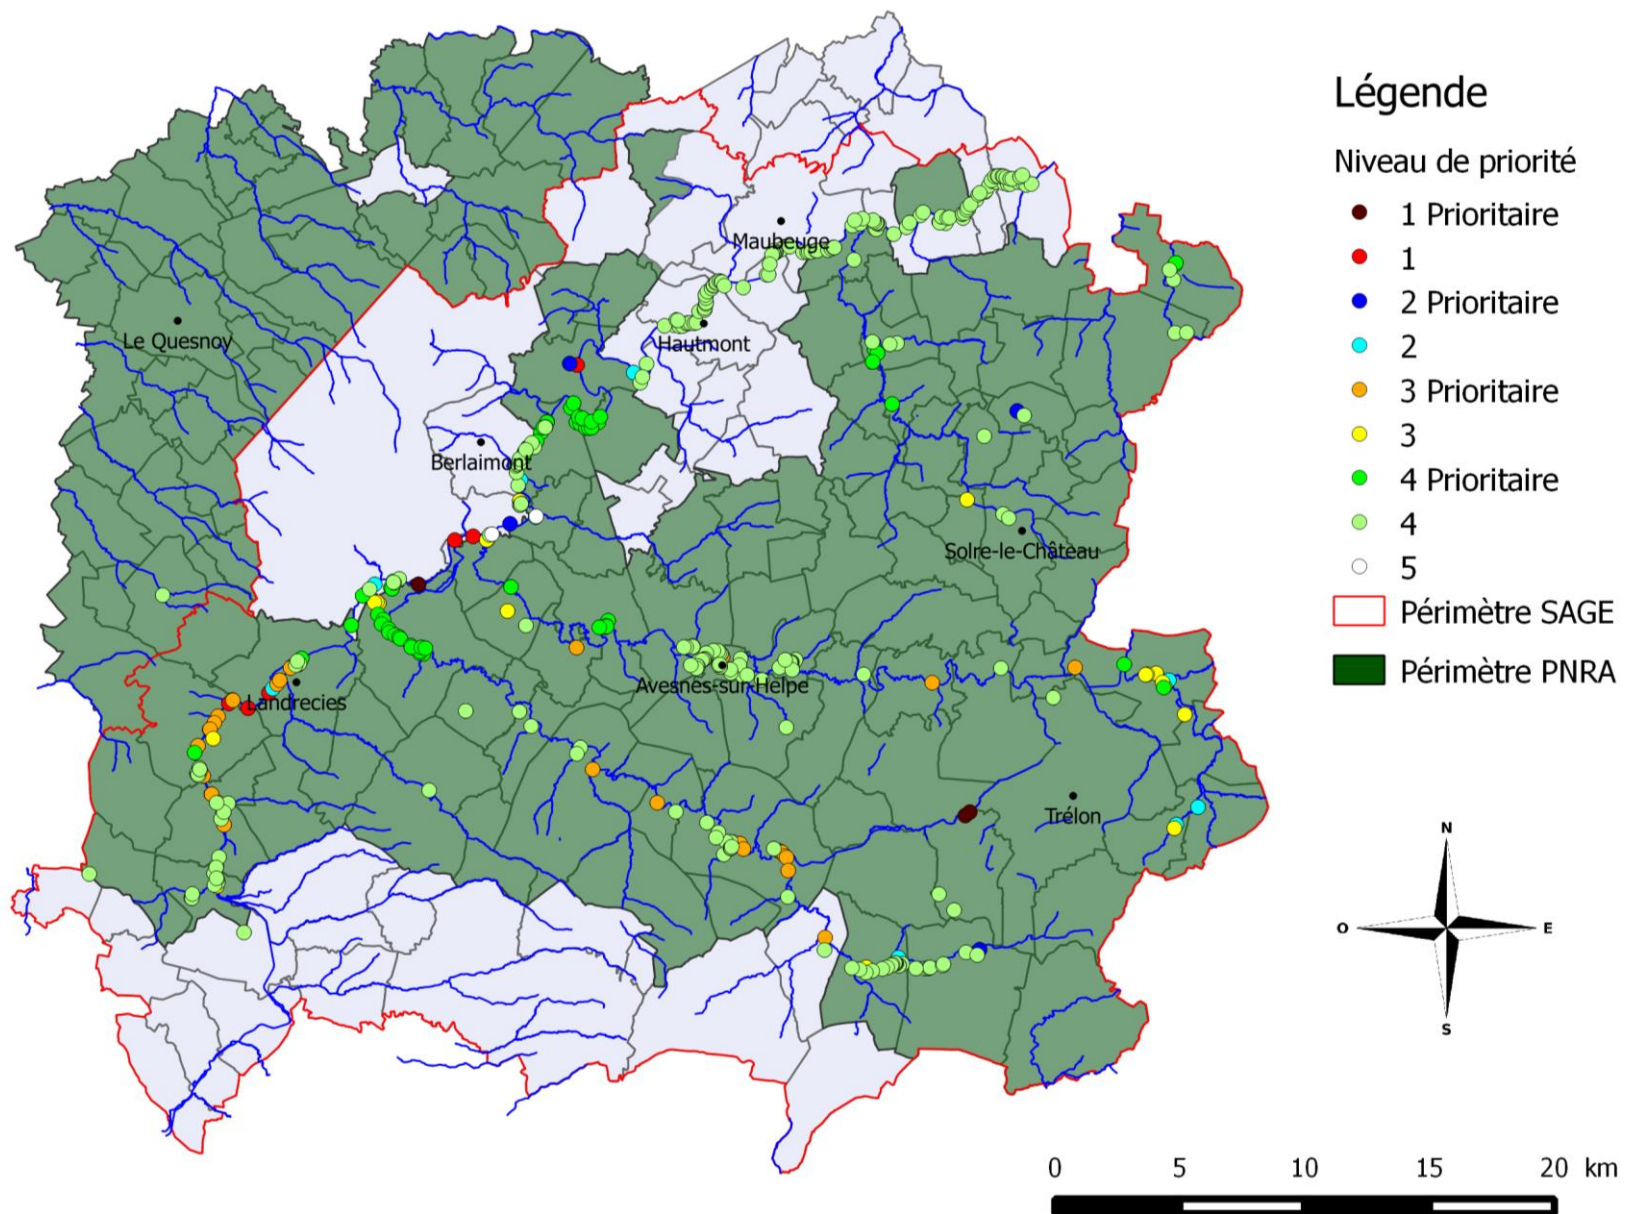 Légende
Niveau de priorité
1 Prioritaire
1
2 Prioritaire
2
3 Prioritaire
3
4 Prioritaire
4
5
Périmètre SAGE
Périmètre PNRA
Maubeuge
Le Quesnoy
Hautmont
Berlaimont
Solre-le-Château
Avesnes-sur-Helpe
Landrecies
Trélon
N
O
E
S
0 5 10 15 20 km